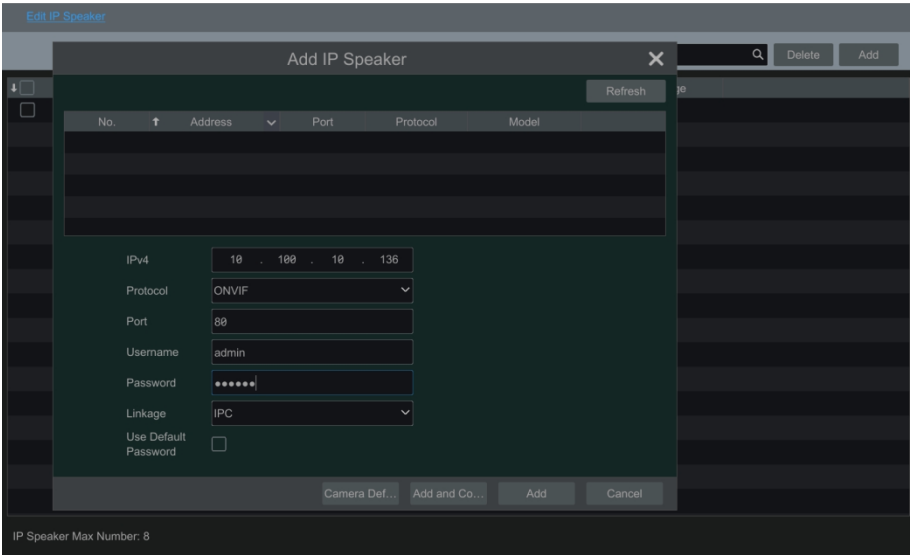 Edit IP Speaker
Add IP Speaker
Delete Add
Refresh
ge
No. Address Port Protocol Model
IPv4 10 . 100 . 10 . 136
Protocol ONVIF
Port 80
Username admin
Password ●●●●●●
Linkage IPC
Use Default
Password
Camera Def... Add and Co... Add Cancel
IP Speaker Max Number: 8